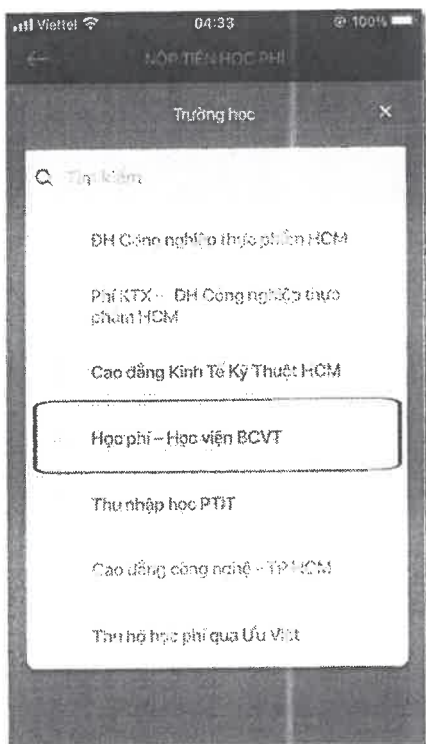 Viettel 04:33 100%
NỘP TIỀN HỌC PHÍ
Trường học ×
Tìm kiếm
ĐH Công nghiệp thực phẩm HCM
Phí KTX – ĐH Công nghiệp thực
phẩm HCM
Cao đẳng Kinh Tế Kỹ Thuật HCM
Học phí – Học viện BCVT
Thu nhập học PTIT
Cao đẳng công nghệ – TP HCM
Thu hộ học phí qua Ưu Việt